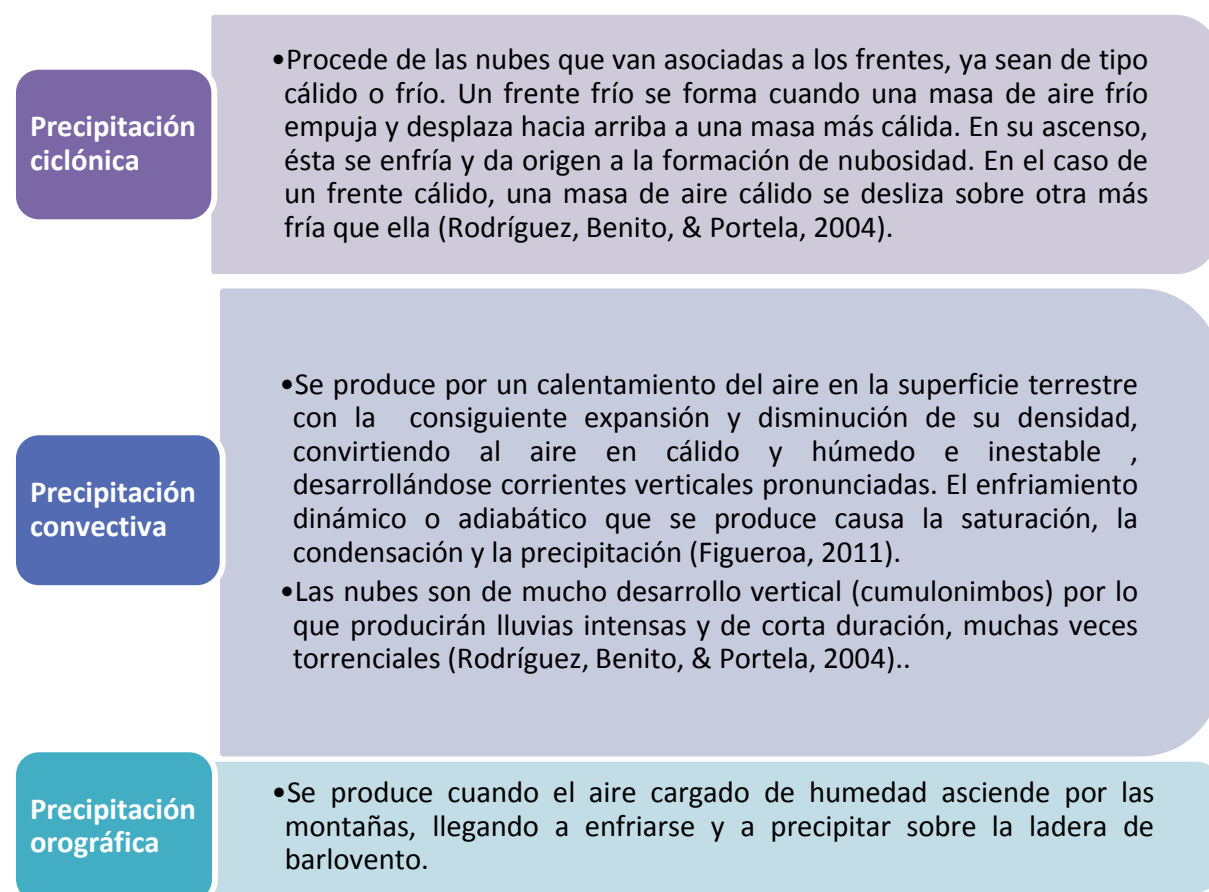 Precipitación
ciclónica
•Procede de las nubes que van asociadas a los frentes, ya sean de tipo
cálido o frío. Un frente frío se forma cuando una masa de aire frío
empuja y desplaza hacia arriba a una masa más cálida. En su ascenso,
ésta se enfría y da origen a la formación de nubosidad. En el caso de
un frente cálido, una masa de aire cálido se desliza sobre otra más
fría que ella (Rodríguez, Benito, & Portela, 2004).
Precipitación
convectiva
•Se produce por un calentamiento del aire en la superficie terrestre
con la consiguiente expansión y disminución de su densidad,
convirtiendo al aire en cálido y húmedo e inestable ,
desarrollándose corrientes verticales pronunciadas. El enfriamiento
dinámico o adiabático que se produce causa la saturación, la
condensación y la precipitación (Figueroa, 2011).
•Las nubes son de mucho desarrollo vertical (cumulonimbos) por lo
que producirán lluvias intensas y de corta duración, muchas veces
torrenciales (Rodríguez, Benito, & Portela, 2004)..
Precipitación
orográfica
•Se produce cuando el aire cargado de humedad asciende por las
montañas, llegando a enfriarse y a precipitar sobre la ladera de
barlovento.